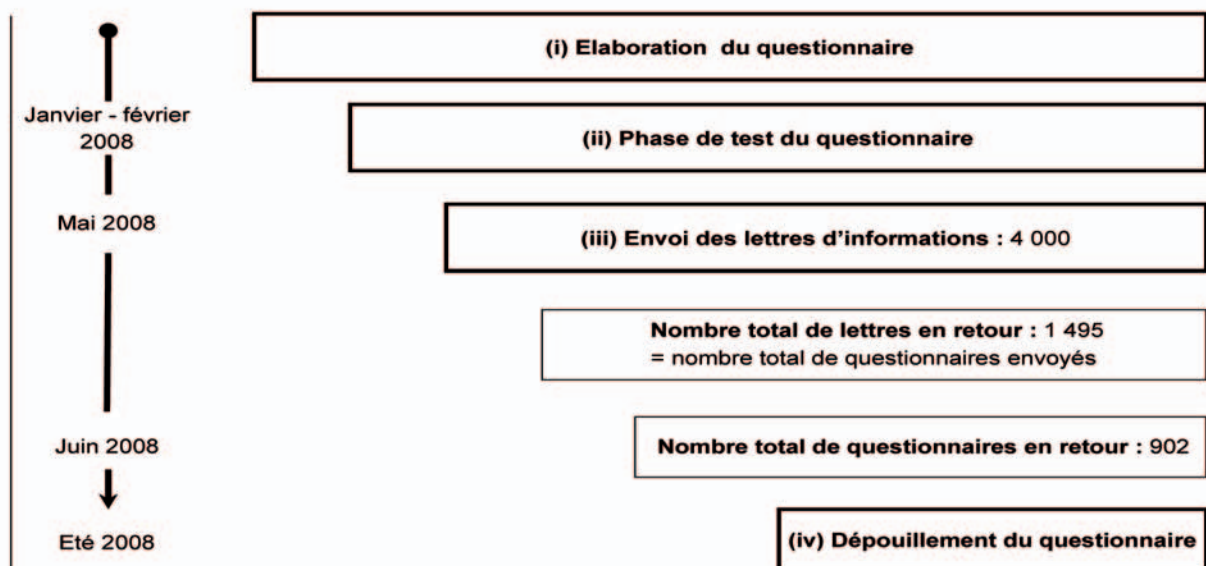 (i) Elaboration du questionnaire
Janvier - février
2008
(ii) Phase de test du questionnaire
Mai 2008
(iii) Envoi des lettres d’informations : 4 000
Nombre total de lettres en retour : 1 495
= nombre total de questionnaires envoyés
Juin 2008
Nombre total de questionnaires en retour : 902
Eté 2008
(iv) Dépouillement du questionnaire